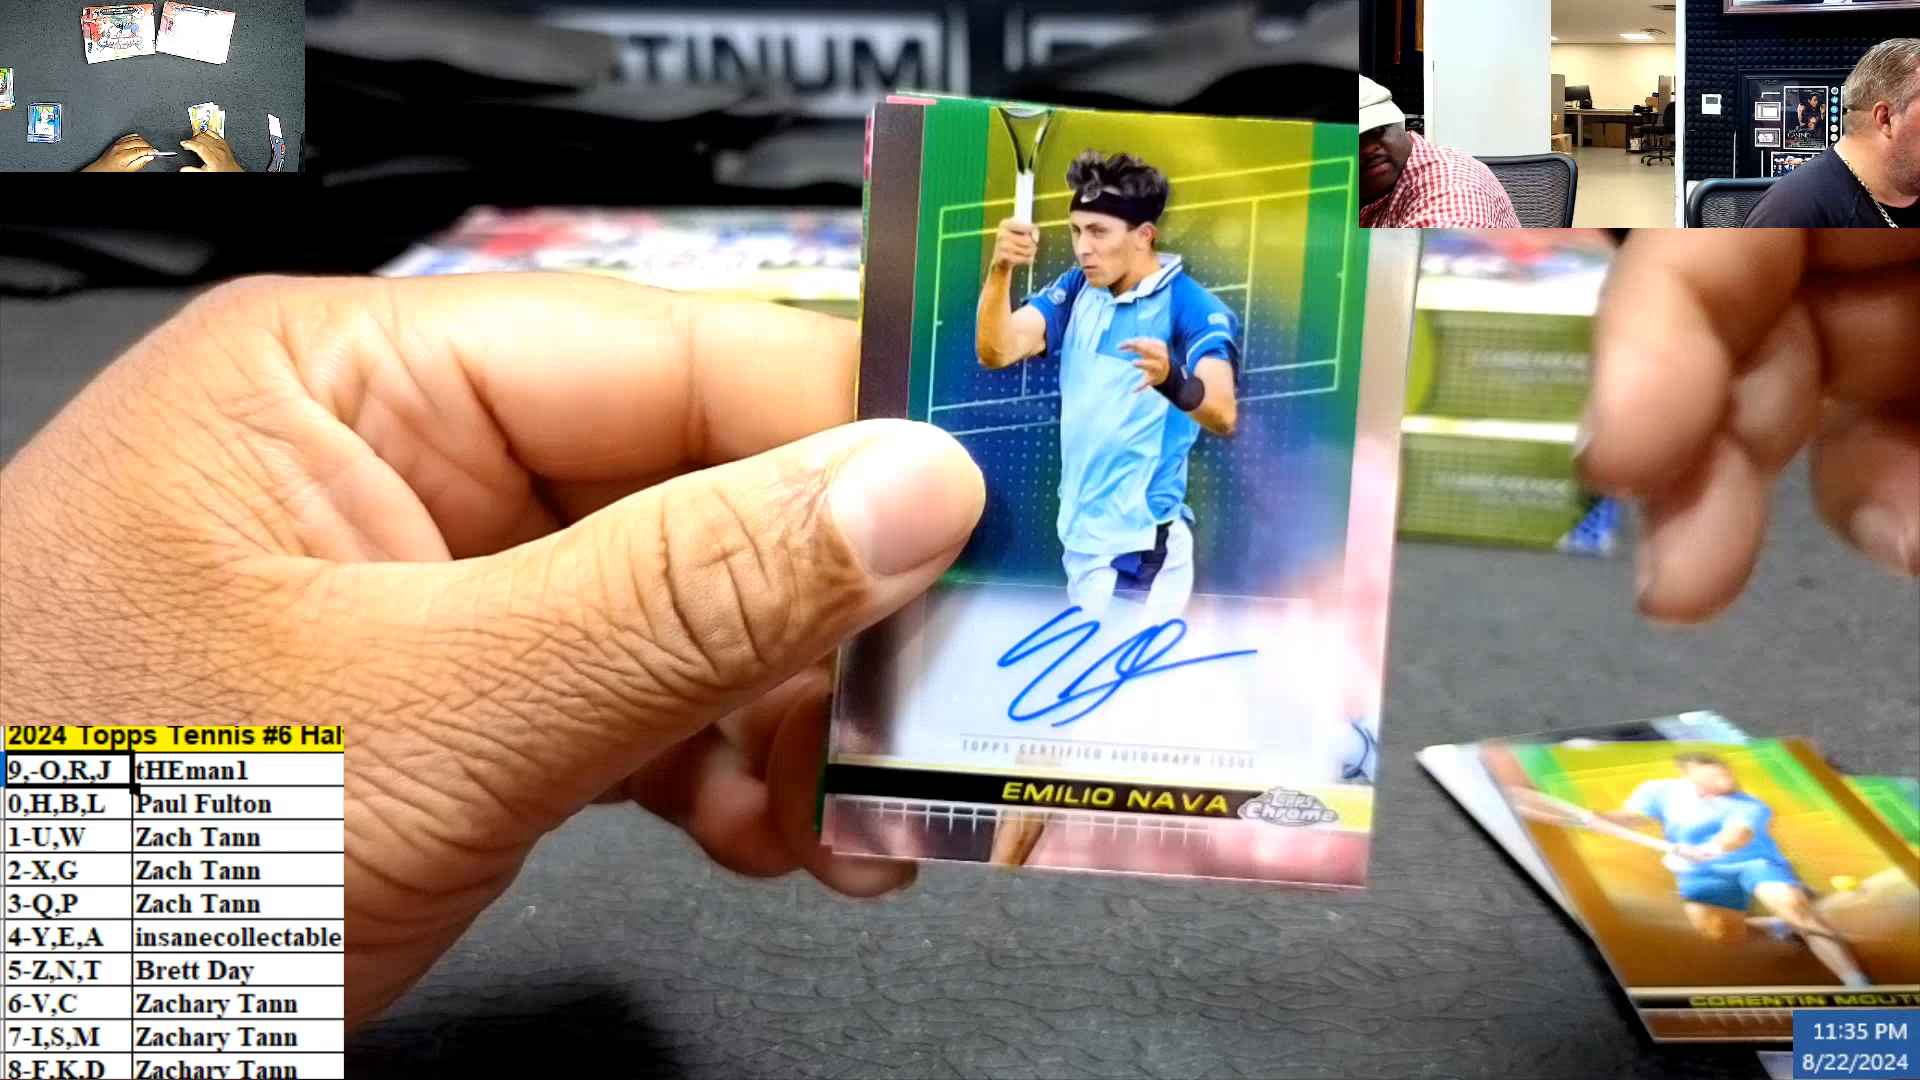 TINUM
TOPPS CERTIFIED AUTOGRAPH ISSUE
EMILIO NAVA
TOPPS
Chrome
CORENTIN MOUT
2024 Topps Tennis #6 Hal
9,-O,R,J tHEman1
0,H,B,L Paul Fulton
1-U,W Zach Tann
2-X,G Zach Tann
3-Q,P Zach Tann
4-Y,E,A insanecollectable
5-Z,N,T Brett Day
6-V,C Zachary Tann
7-I,S,M Zachary Tann
8-F,K,D Zachary Tann
11:35 PM
8/22/2024